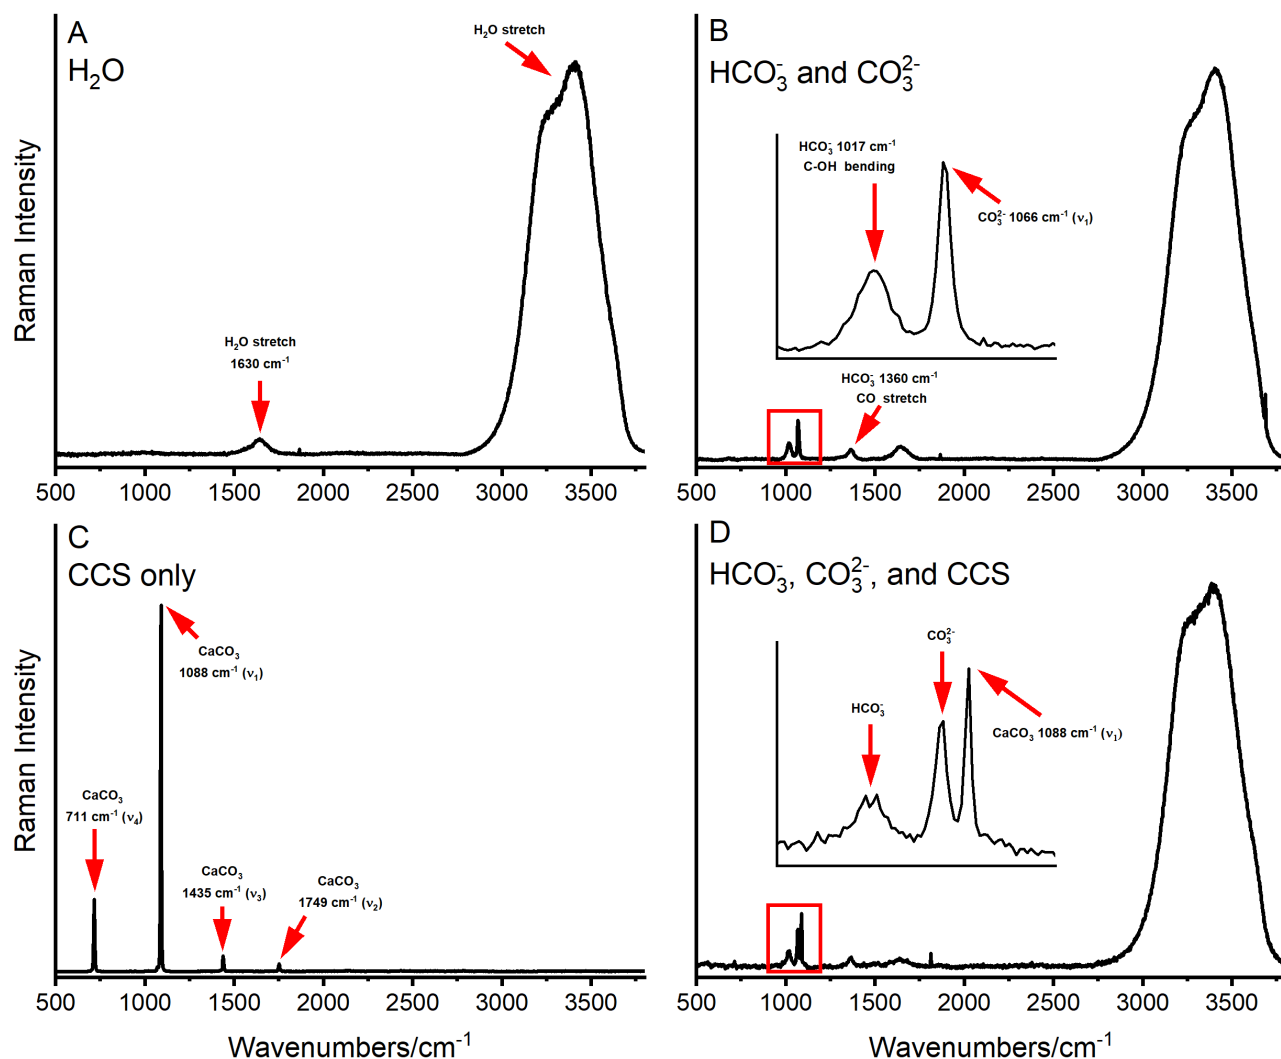 A
H₂O
H₂O stretch
H₂O stretch
1630 cm⁻¹
Raman Intensity
500 1000 1500 2000 2500 3000 3500
B
HCO₃⁻ and CO₃²⁻
HCO₃⁻ 1017 cm⁻¹
C-OH bending
CO₃²⁻ 1066 cm⁻¹ (ν₁)
HCO₃⁻ 1360 cm⁻¹
CO stretch
500 1000 1500 2000 2500 3000 3500
C
CCS only
CaCO₃
1088 cm⁻¹ (ν₁)
CaCO₃
711 cm⁻¹ (ν₄)
CaCO₃
1435 cm⁻¹ (ν₃)
CaCO₃
1749 cm⁻¹ (ν₂)
Raman Intensity
500 1000 1500 2000 2500 3000 3500
Wavenumbers/cm⁻¹
D
HCO₃⁻, CO₃²⁻, and CCS
CO₃²⁻
HCO₃⁻
CaCO₃ 1088 cm⁻¹ (ν₁)
500 1000 1500 2000 2500 3000 3500
Wavenumbers/cm⁻¹